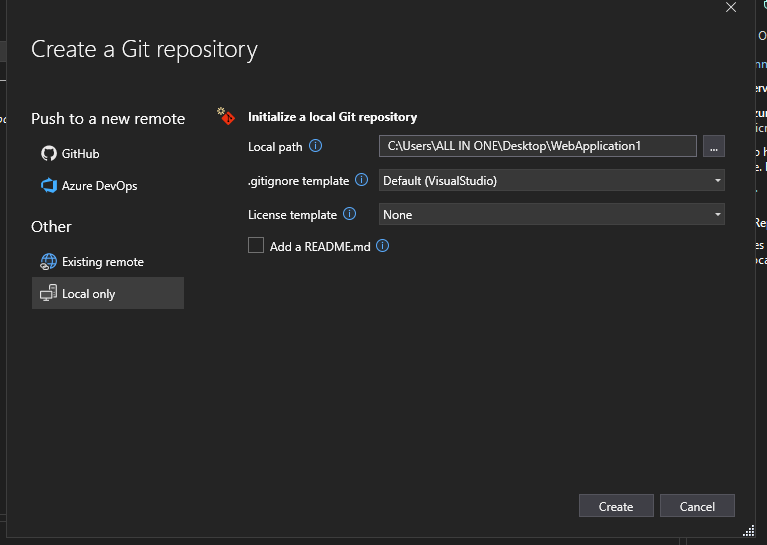 Create a Git repository
Push to a new remote
GitHub
Azure DevOps
Other
Existing remote
Local only
Initialize a local Git repository
Local path
C:\Users\ALL IN ONE\Desktop\WebApplication1
...
.gitignore template
Default (VisualStudio)
License template
None
Add a README.md
Create
Cancel